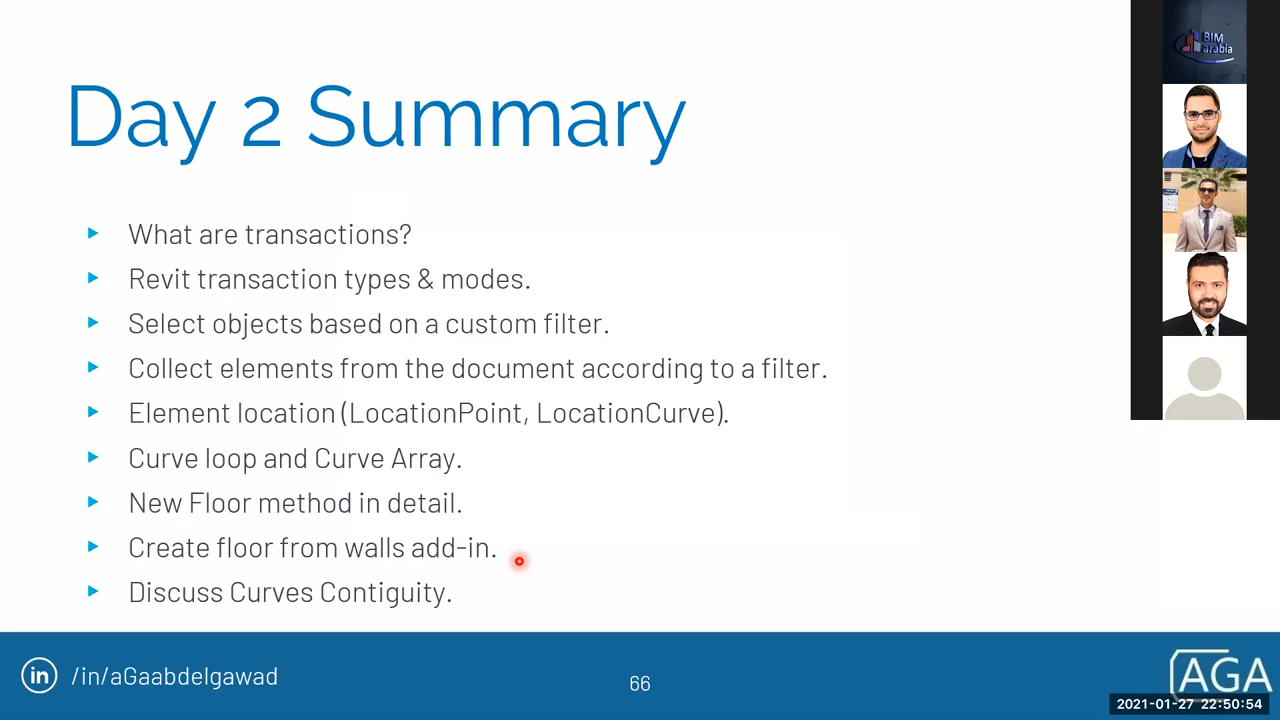 Day 2 Summary
What are transactions?
Revit transaction types & modes.
Select objects based on a custom filter.
Collect elements from the document according to a filter.
Element location (LocationPoint, LocationCurve).
Curve loop and Curve Array.
New Floor method in detail.
Create floor from walls add-in.
Discuss Curves Contiguity.
in /in/aGaabdelgawad
66
AGA
2021-01-27 22:50:54
BIM
arabia